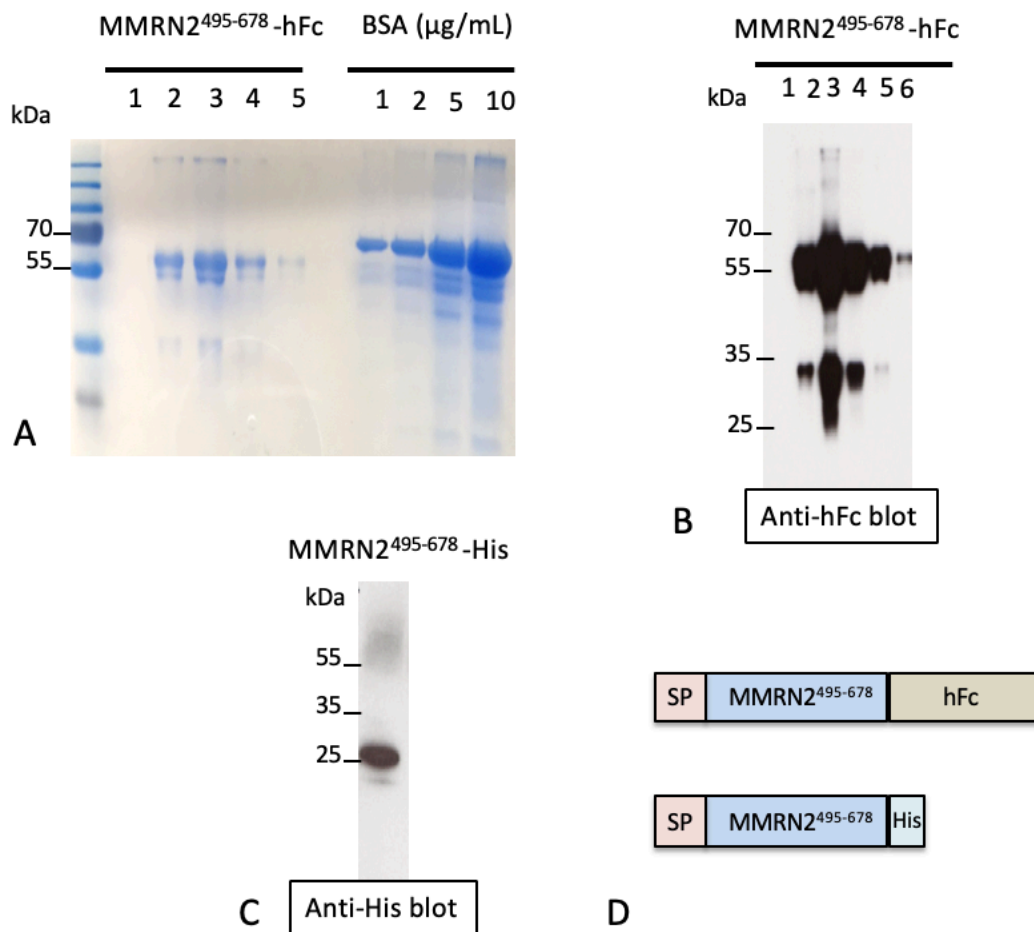 MMRN2⁴⁹⁵⁻⁶⁷⁸-hFc BSA (µg/mL)
kDa 1 2 3 4 5 1 2 5 10
70
55
A
MMRN2⁴⁹⁵⁻⁶⁷⁸-hFc
kDa 1 2 3 4 5 6
70
55
35
25
B Anti-hFc blot
MMRN2⁴⁹⁵⁻⁶⁷⁸-His
kDa
55
35
25
C Anti-His blot
SP MMRN2⁴⁹⁵⁻⁶⁷⁸ hFc
SP MMRN2⁴⁹⁵⁻⁶⁷⁸ His
D